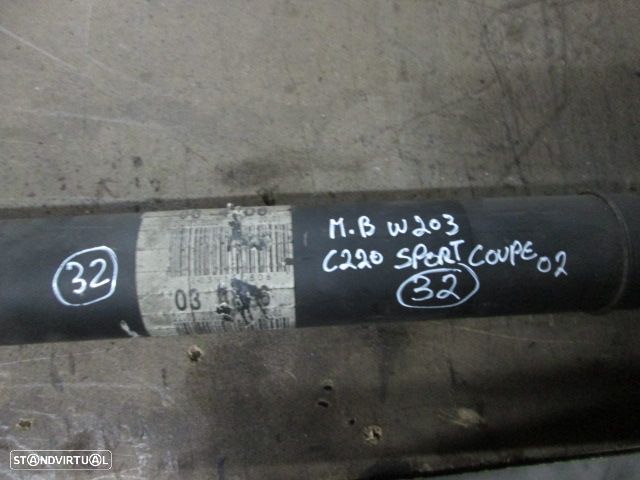 M.B W203
C220 SPORT COUPE 02
32
32
03
STANDVIRTUAL